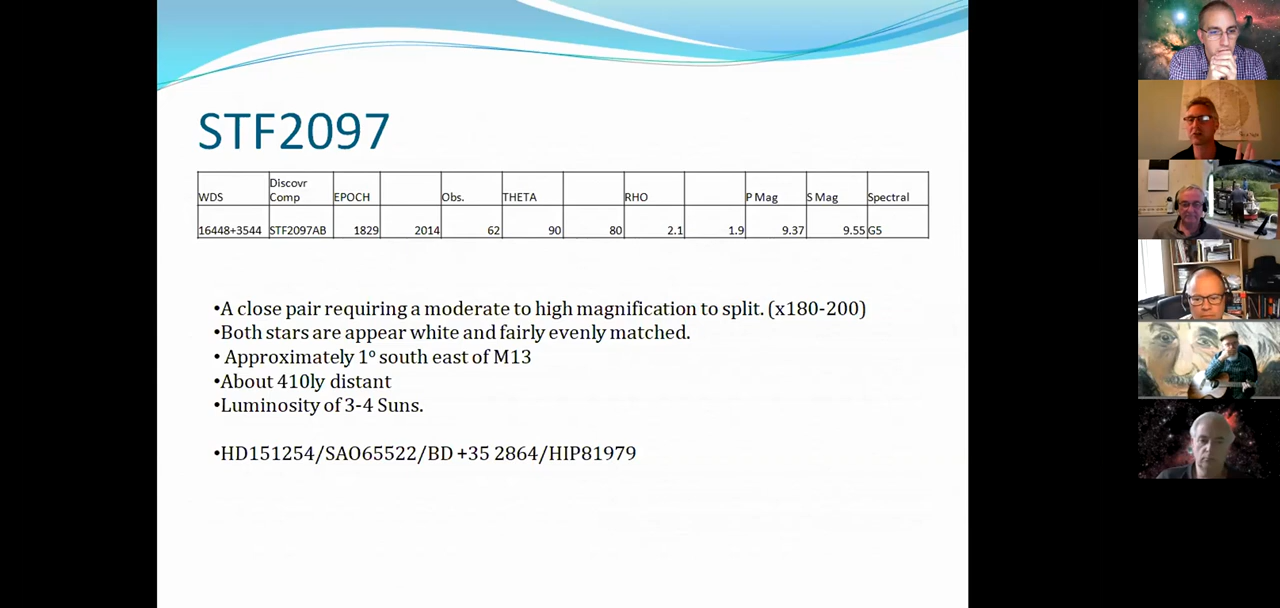 STF2097
Discovr
WDS Comp EPOCH Obs. THETA RHO P Mag S Mag Spectral
16448+3544 STF2097AB 1829 2014 62 90 80 2.1 1.9 9.37 9.55 G5
•A close pair requiring a moderate to high magnification to split. (x180-200)
•Both stars are appear white and fairly evenly matched.
• Approximately 1º south east of M13
•About 410ly distant
•Luminosity of 3-4 Suns.
•HD151254/SAO65522/BD +35 2864/HIP81979